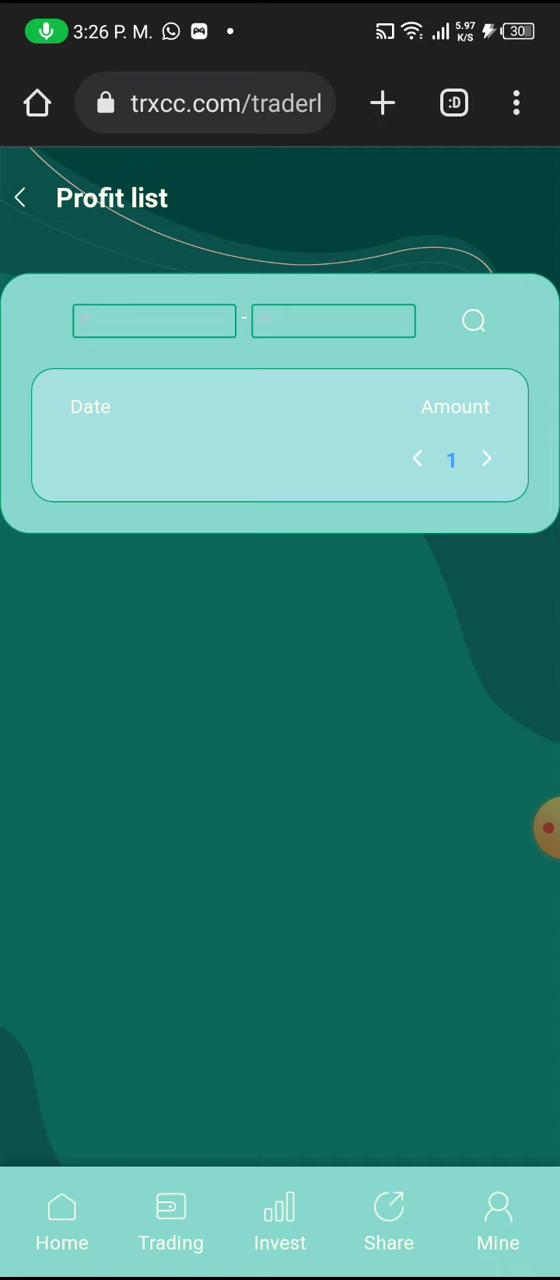 3:26 P. M.
5.97
K/S
30
trxcc.com/traderl
:D
Profit list
-
Date Amount
1
Home Trading Invest Share Mine